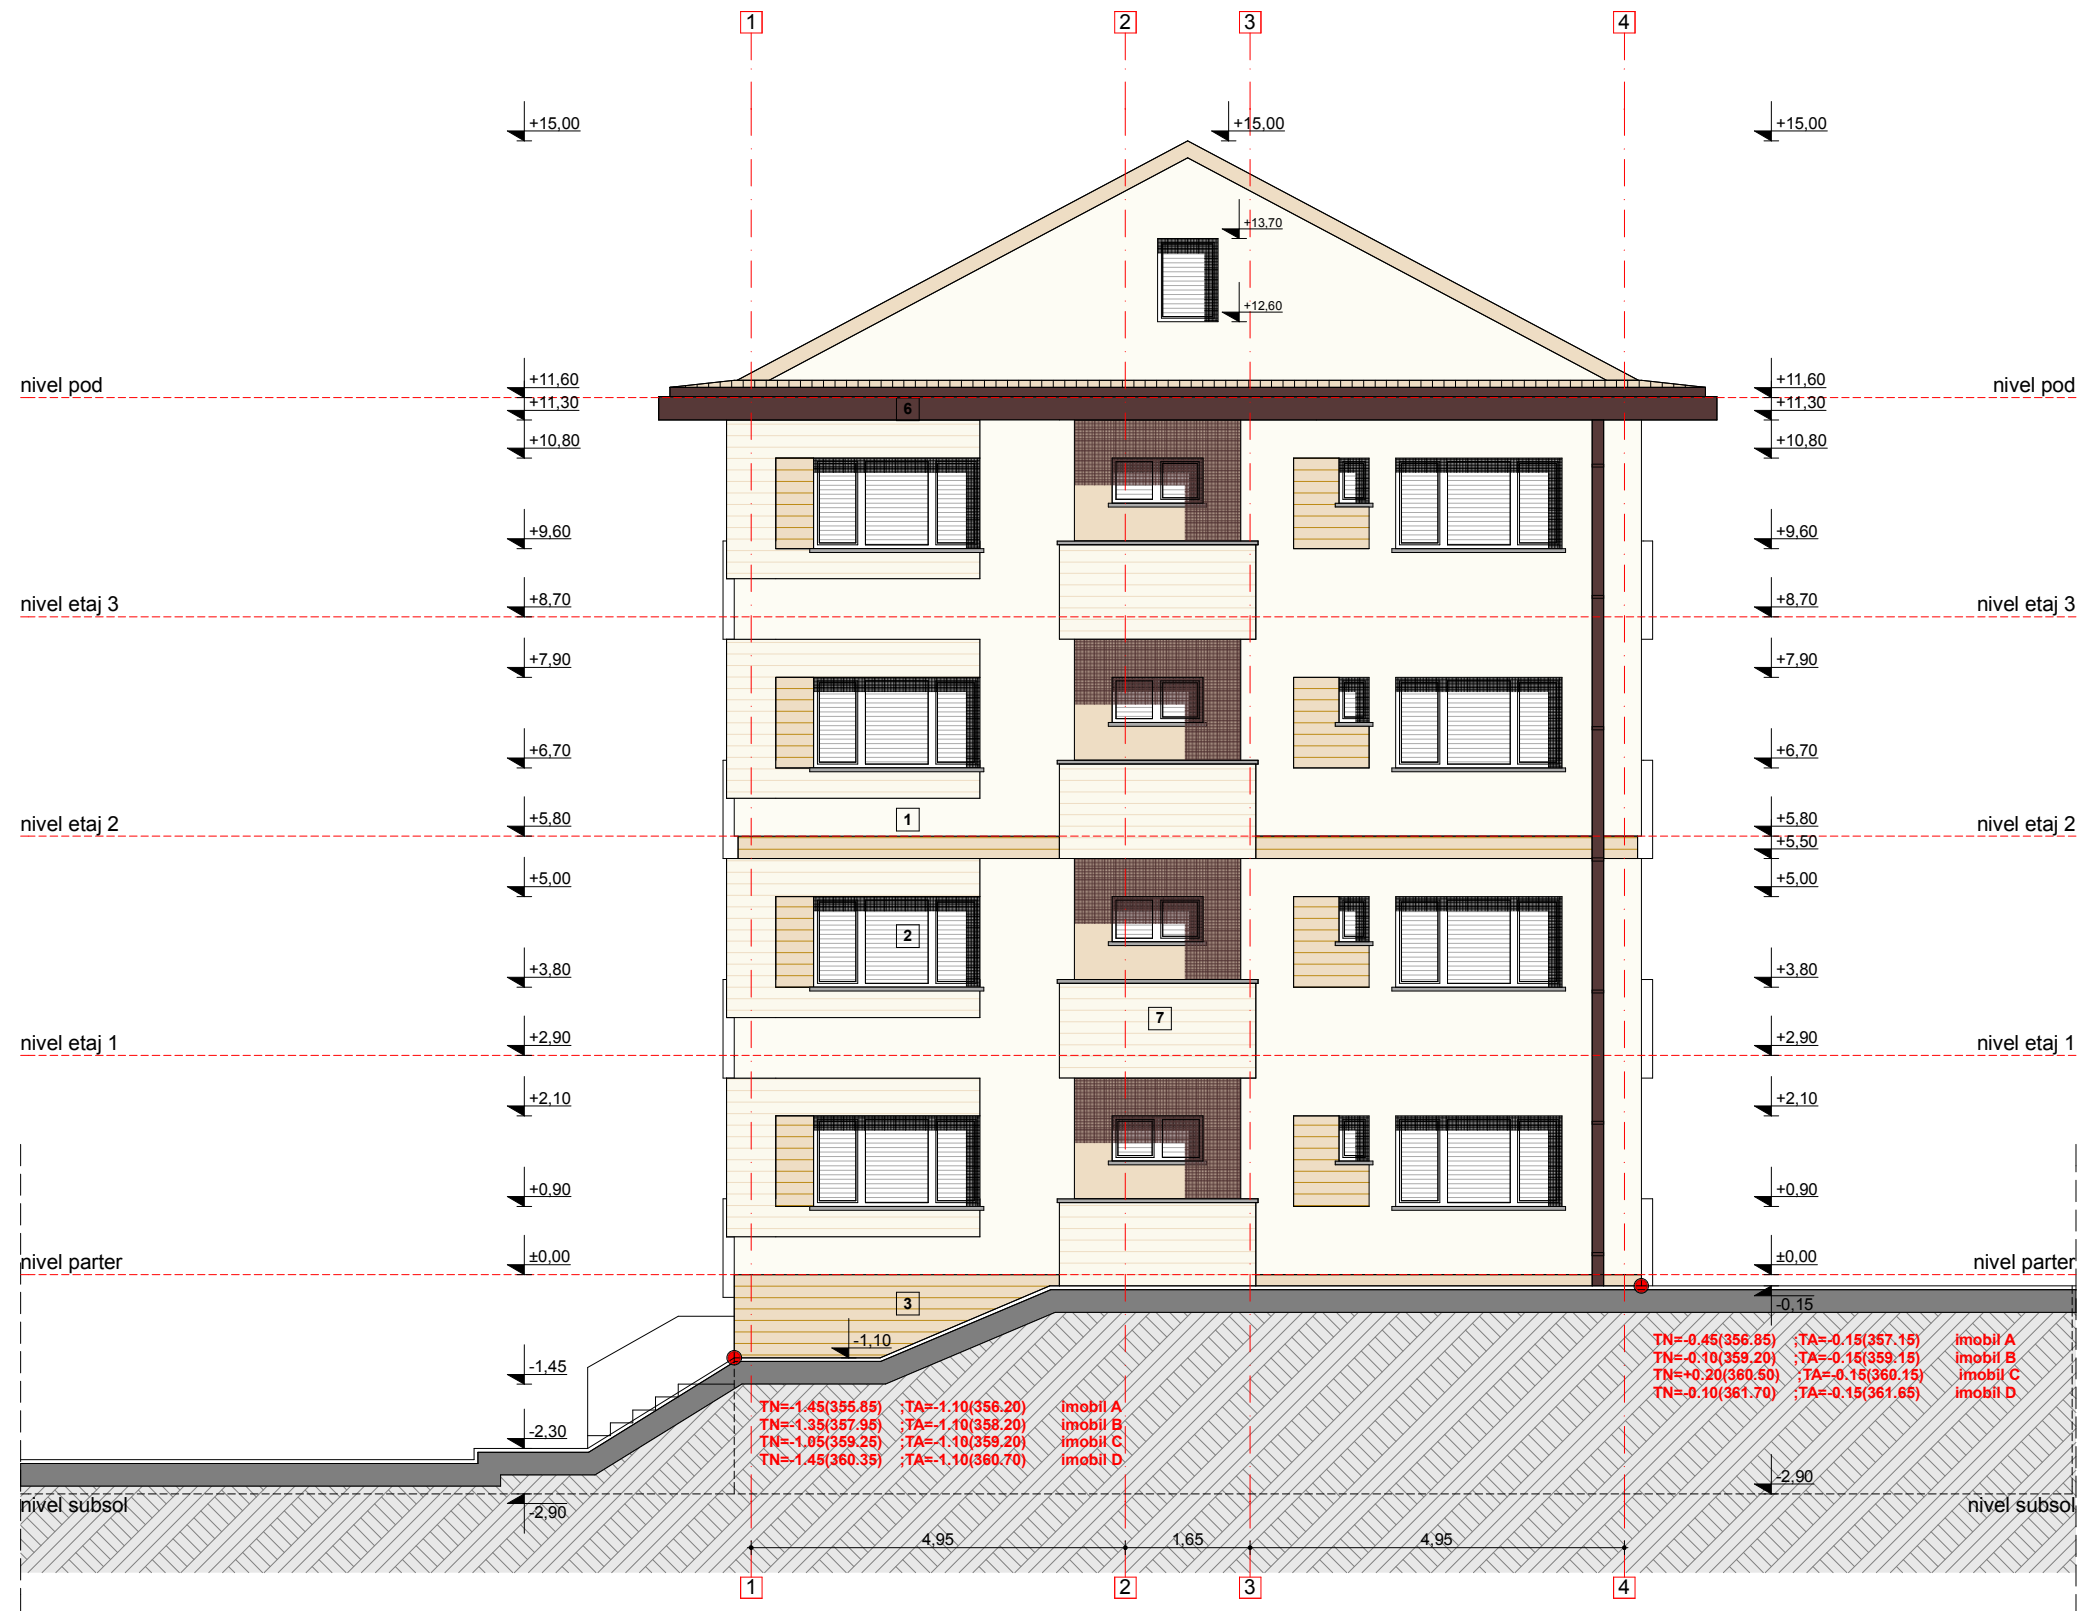 1 2 3 4
+15,00 +15,00 +15,00
+13,70
+12,60
nivel pod +11,60 +11,60 nivel pod
+11,30 6 +11,30
+10,80 +10,80
+9,60 +9,60
nivel etaj 3 +8,70 +8,70 nivel etaj 3
+7,90 +7,90
+6,70 +6,70
nivel etaj 2 +5,80 1 +5,80 nivel etaj 2
+5,50
+5,00 +5,00
2
+3,80 +3,80
7
nivel etaj 1 +2,90 +2,90 nivel etaj 1
+2,10 +2,10
+0,90 +0,90
nivel parter ±0,00 ±0,00 nivel parter
3 -0,15
-1,10
TN=-0.45(356.85) ;TA=-0.15(357.15) imobil A
TN=-0.10(359.20) ;TA=-0.15(359.15) imobil B
TN=+0.20(360.50) ;TA=-0.15(360.15) imobil C
TN=-0.10(361.70) ;TA=-0.15(361.65) imobil D
-1,45
TN=-1.45(355.85) ;TA=-1.10(356.20) imobil A
TN=-1.35(357.95) ;TA=-1.10(358.20) imobil B
TN=-1.05(359.25) ;TA=-1.10(359.20) imobil C
TN=-1.45(360.35) ;TA=-1.10(360.70) imobil D
-2,30
-2,90
nivel subsol -2,90 nivel subsol
4,95 1,65 4,95
1 2 3 4